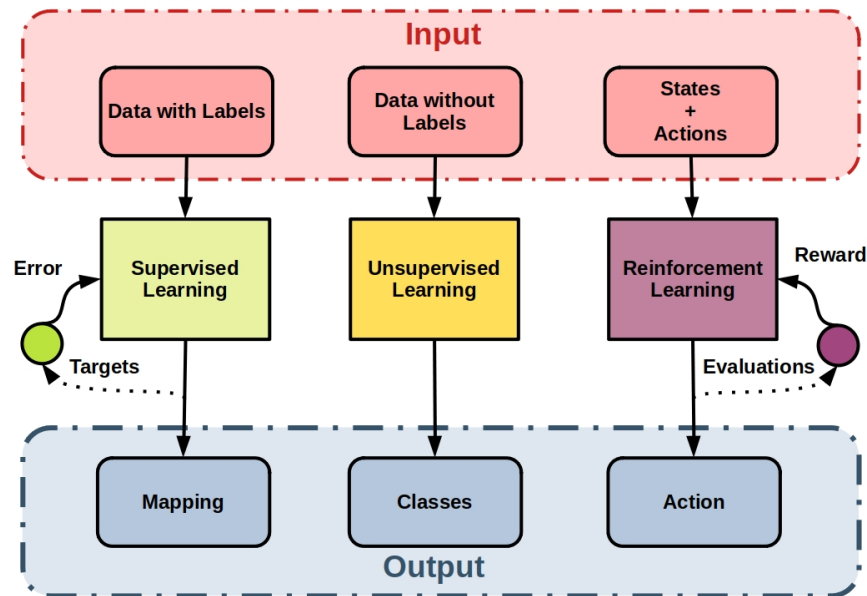 Input
Data with Labels
Data without
Labels
States
+
Actions
Error
Supervised
Learning
Unsupervised
Learning
Reinforcement
Learning
Reward
Targets
Evaluations
Mapping
Classes
Action
Output